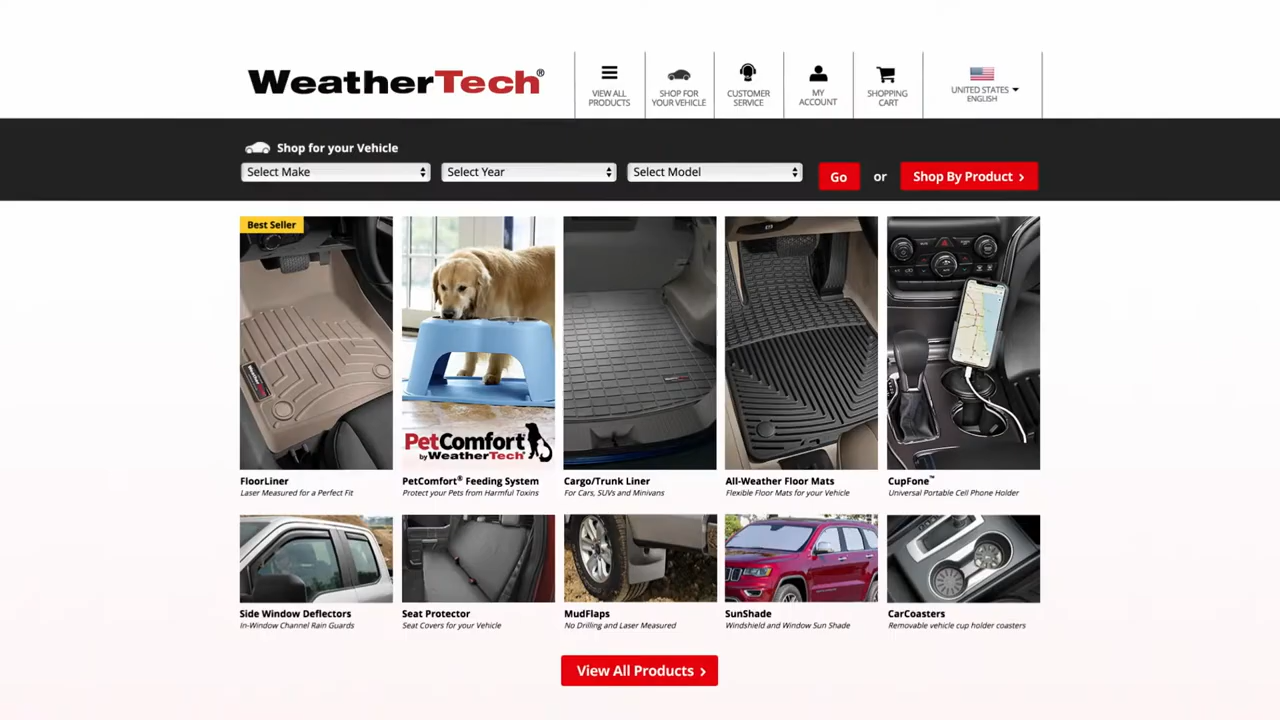 WeatherTech®
VIEW ALL
PRODUCTS
SHOP FOR
YOUR VEHICLE
CUSTOMER
SERVICE
MY
ACCOUNT
SHOPPING
CART
UNITED STATES
ENGLISH
Shop for your Vehicle
Select Make
Select Year
Select Model
Go
or
Shop By Product
Best Seller
PetComfort
by WeatherTech
FloorLiner
Laser Measured for a Perfect Fit
PetComfort® Feeding System
Protect your Pets from Harmful Toxins
Cargo/Trunk Liner
For Cars, SUVs and Minivans
All-Weather Floor Mats
Flexible Floor Mats for your Vehicle
CupFone™
Universal Portable Cell Phone Holder
Side Window Deflectors
In-Window Channel Rain Guards
Seat Protector
Seat Covers for your Vehicle
MudFlaps
No Drilling and Laser Measured
SunShade
Windshield and Window Sun Shade
CarCoasters
Removable vehicle cup holder coasters
View All Products